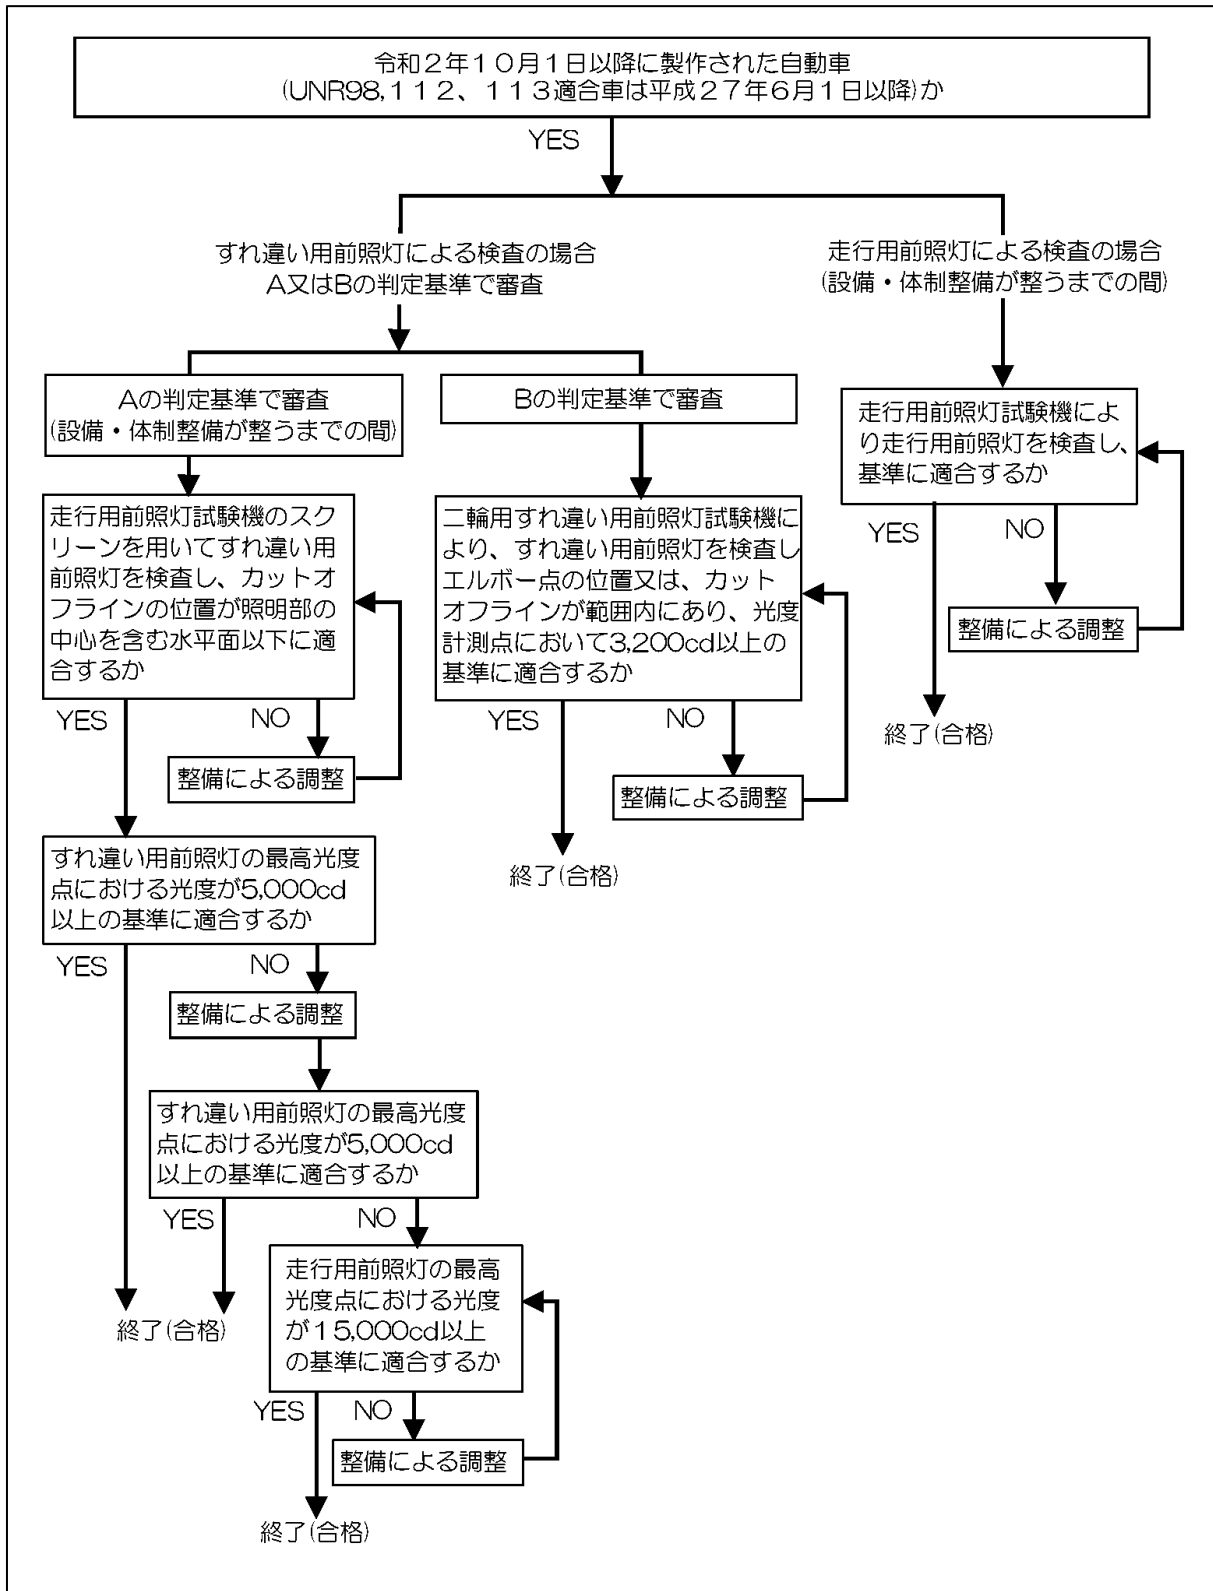 令和２年１０月１日以降に製作された自動車
(UNR98,１１２、１１３適合車は平成２７年６月１日以降)か
YES
すれ違い用前照灯による検査の場合
A又はBの判定基準で審査
走行用前照灯による検査の場合
(設備・体制整備が整うまでの間)
Aの判定基準で審査
(設備・体制整備が整うまでの間)
Bの判定基準で審査
走行用前照灯試験機によ
り走行用前照灯を検査し、
基準に適合するか
YES
NO
整備による調整
終了(合格)
走行用前照灯試験機のスク
リーンを用いてすれ違い用
前照灯を検査し、カットオ
フラインの位置が照明部の
中心を含む水平面以下に適
合するか
YES
NO
整備による調整
二輪用すれ違い用前照灯試験機に
より、すれ違い用前照灯を検査し
エルボー点の位置又は、カット
オフラインが範囲内にあり、光度
計測点において3,200cd以上の
基準に適合するか
YES
NO
整備による調整
終了(合格)
すれ違い用前照灯の最高光度
点における光度が5,000cd
以上の基準に適合するか
YES
NO
整備による調整
すれ違い用前照灯の最高光度
点における光度が5,000cd
以上の基準に適合するか
YES
NO
終了(合格)
走行用前照灯の最高
光度点における光度
が１5,000cd以上
の基準に適合するか
YES
NO
整備による調整
終了(合格)